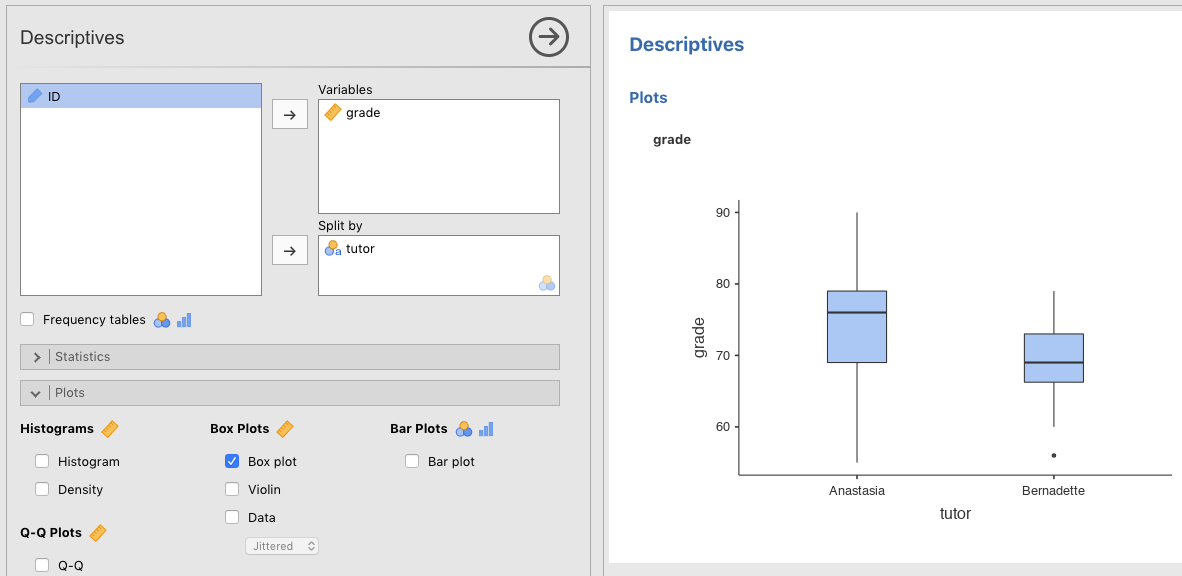 Descriptives
ID
Variables
grade
Split by
a tutor
Frequency tables
Statistics
Plots
Histograms
Box Plots
Bar Plots
Histogram
Box plot
Bar plot
Density
Violin
Data
Q-Q Plots
Jittered
Q-Q
Descriptives
Plots
grade
90
80
70
60
grade
Anastasia
Bernadette
tutor